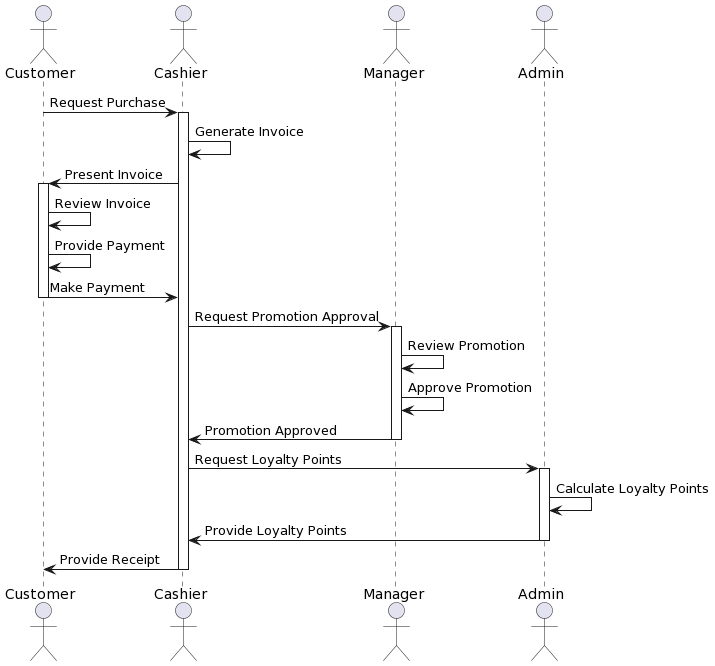 Customer Cashier Manager Admin
Request Purchase
Generate Invoice
Present Invoice
Review Invoice
Provide Payment
Make Payment
Request Promotion Approval
Review Promotion
Approve Promotion
Promotion Approved
Request Loyalty Points
Calculate Loyalty Points
Provide Loyalty Points
Provide Receipt
Customer Cashier Manager Admin